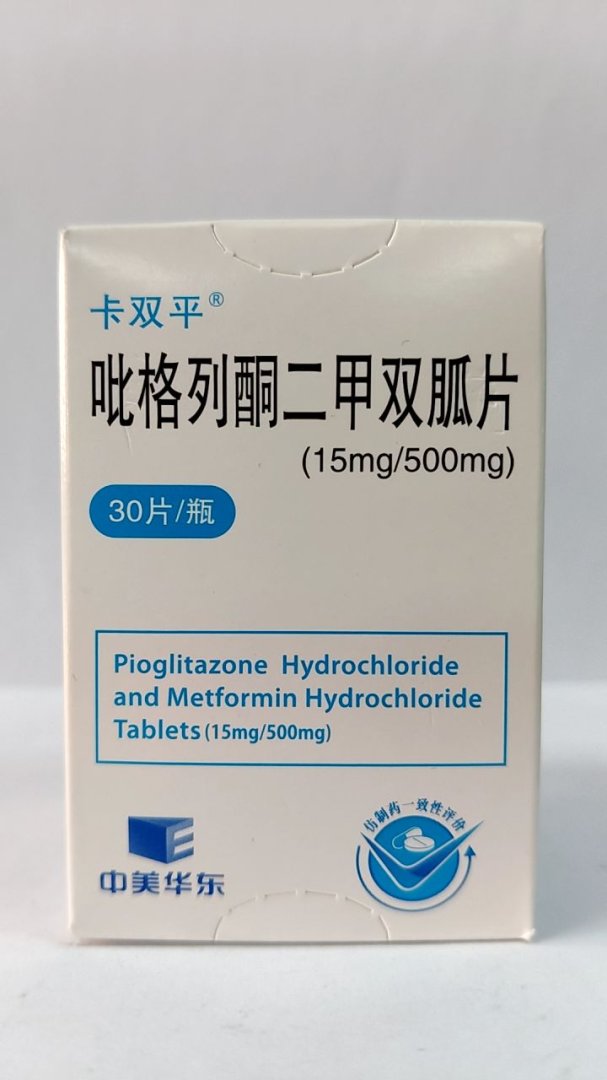 卡双平®
吡格列酮二甲双胍片
(15mg/500mg)
30片/瓶
Pioglitazone Hydrochloride
and Metformin Hydrochloride
Tablets (15mg/500mg)
仿制药一致性评价
中美华东